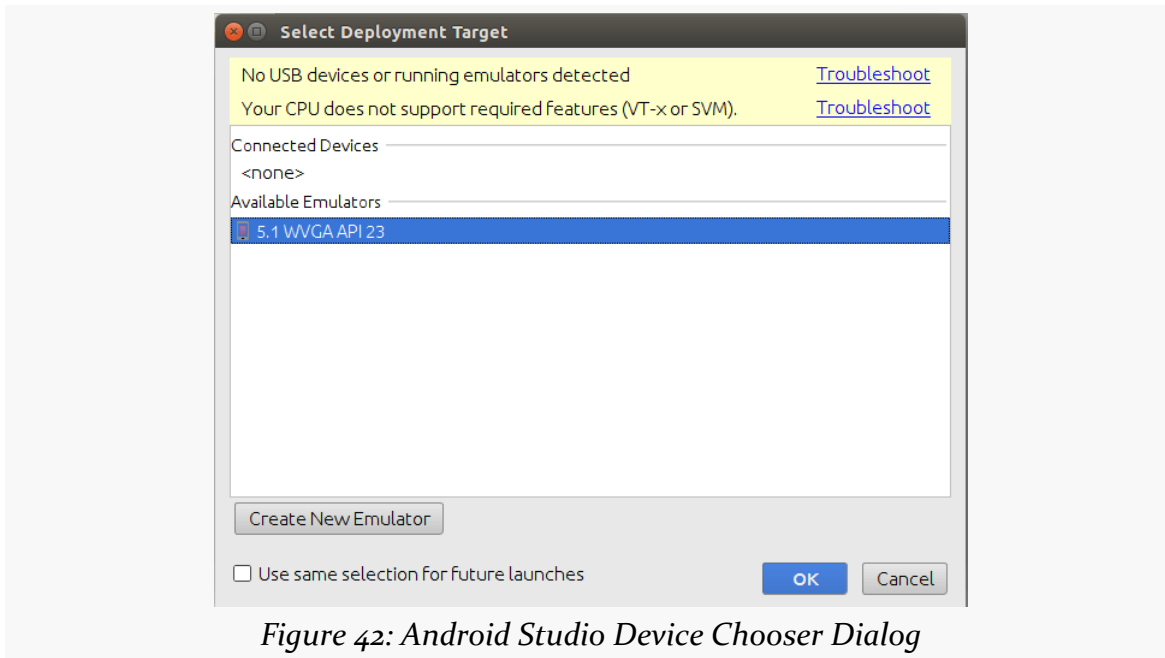 Select Deployment Target
No USB devices or running emulators detected Troubleshoot
Your CPU does not support required features (VT-x or SVM). Troubleshoot
Connected Devices
<none>
Available Emulators
5.1 WVGA API 23
Create New Emulator
Use same selection for future launches OK Cancel
Figure 42: Android Studio Device Chooser Dialog